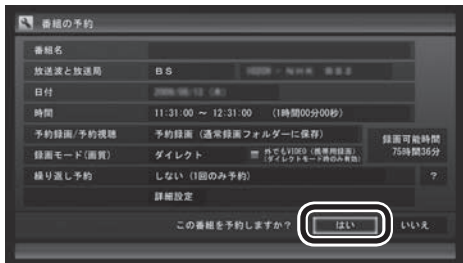 番組の予約
番組名
放送波と放送局 BS
日付
時間 11:31:00 ～ 12:31:00 (1時間00分00秒)
予約録画/予約視聴 予約録画 (通常録画フォルダーに保存)
録画可能時間
75時間36分
録画モード(画質) ダイレクト 外でもVIDEO (携帯用録画)
(ダイレクトモード時のみ有効)
繰り返し予約 しない (1回のみ予約) ?
詳細設定
この番組を予約しますか? はい いいえ